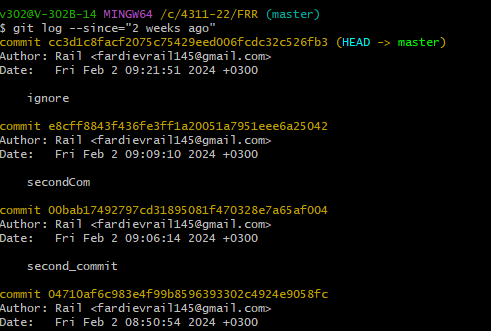 v302@V-302B-14 MINGW64 /c/4311-22/FRR (master)
$ git log --since="2 weeks ago"
commit cc3d1c8facf2075c75429eed006fcdc32c526fb3 (HEAD -> master)
Author: Rail <fardievrail145@gmail.com>
Date:   Fri Feb 2 09:21:51 2024 +0300
    ignore
commit e8cff8843f436fe3ff1a20051a7951eee6a25042
Author: Rail <fardievrail145@gmail.com>
Date:   Fri Feb 2 09:09:10 2024 +0300
    secondCom
commit 00bab17492797cd31895081f470328e7a65af004
Author: Rail <fardievrail145@gmail.com>
Date:   Fri Feb 2 09:06:14 2024 +0300
    second_commit
commit 04710af6c983e4f99b8596393302c4924e9058fc
Author: Rail <fardievrail145@gmail.com>
Date:   Fri Feb 2 08:50:54 2024 +0300